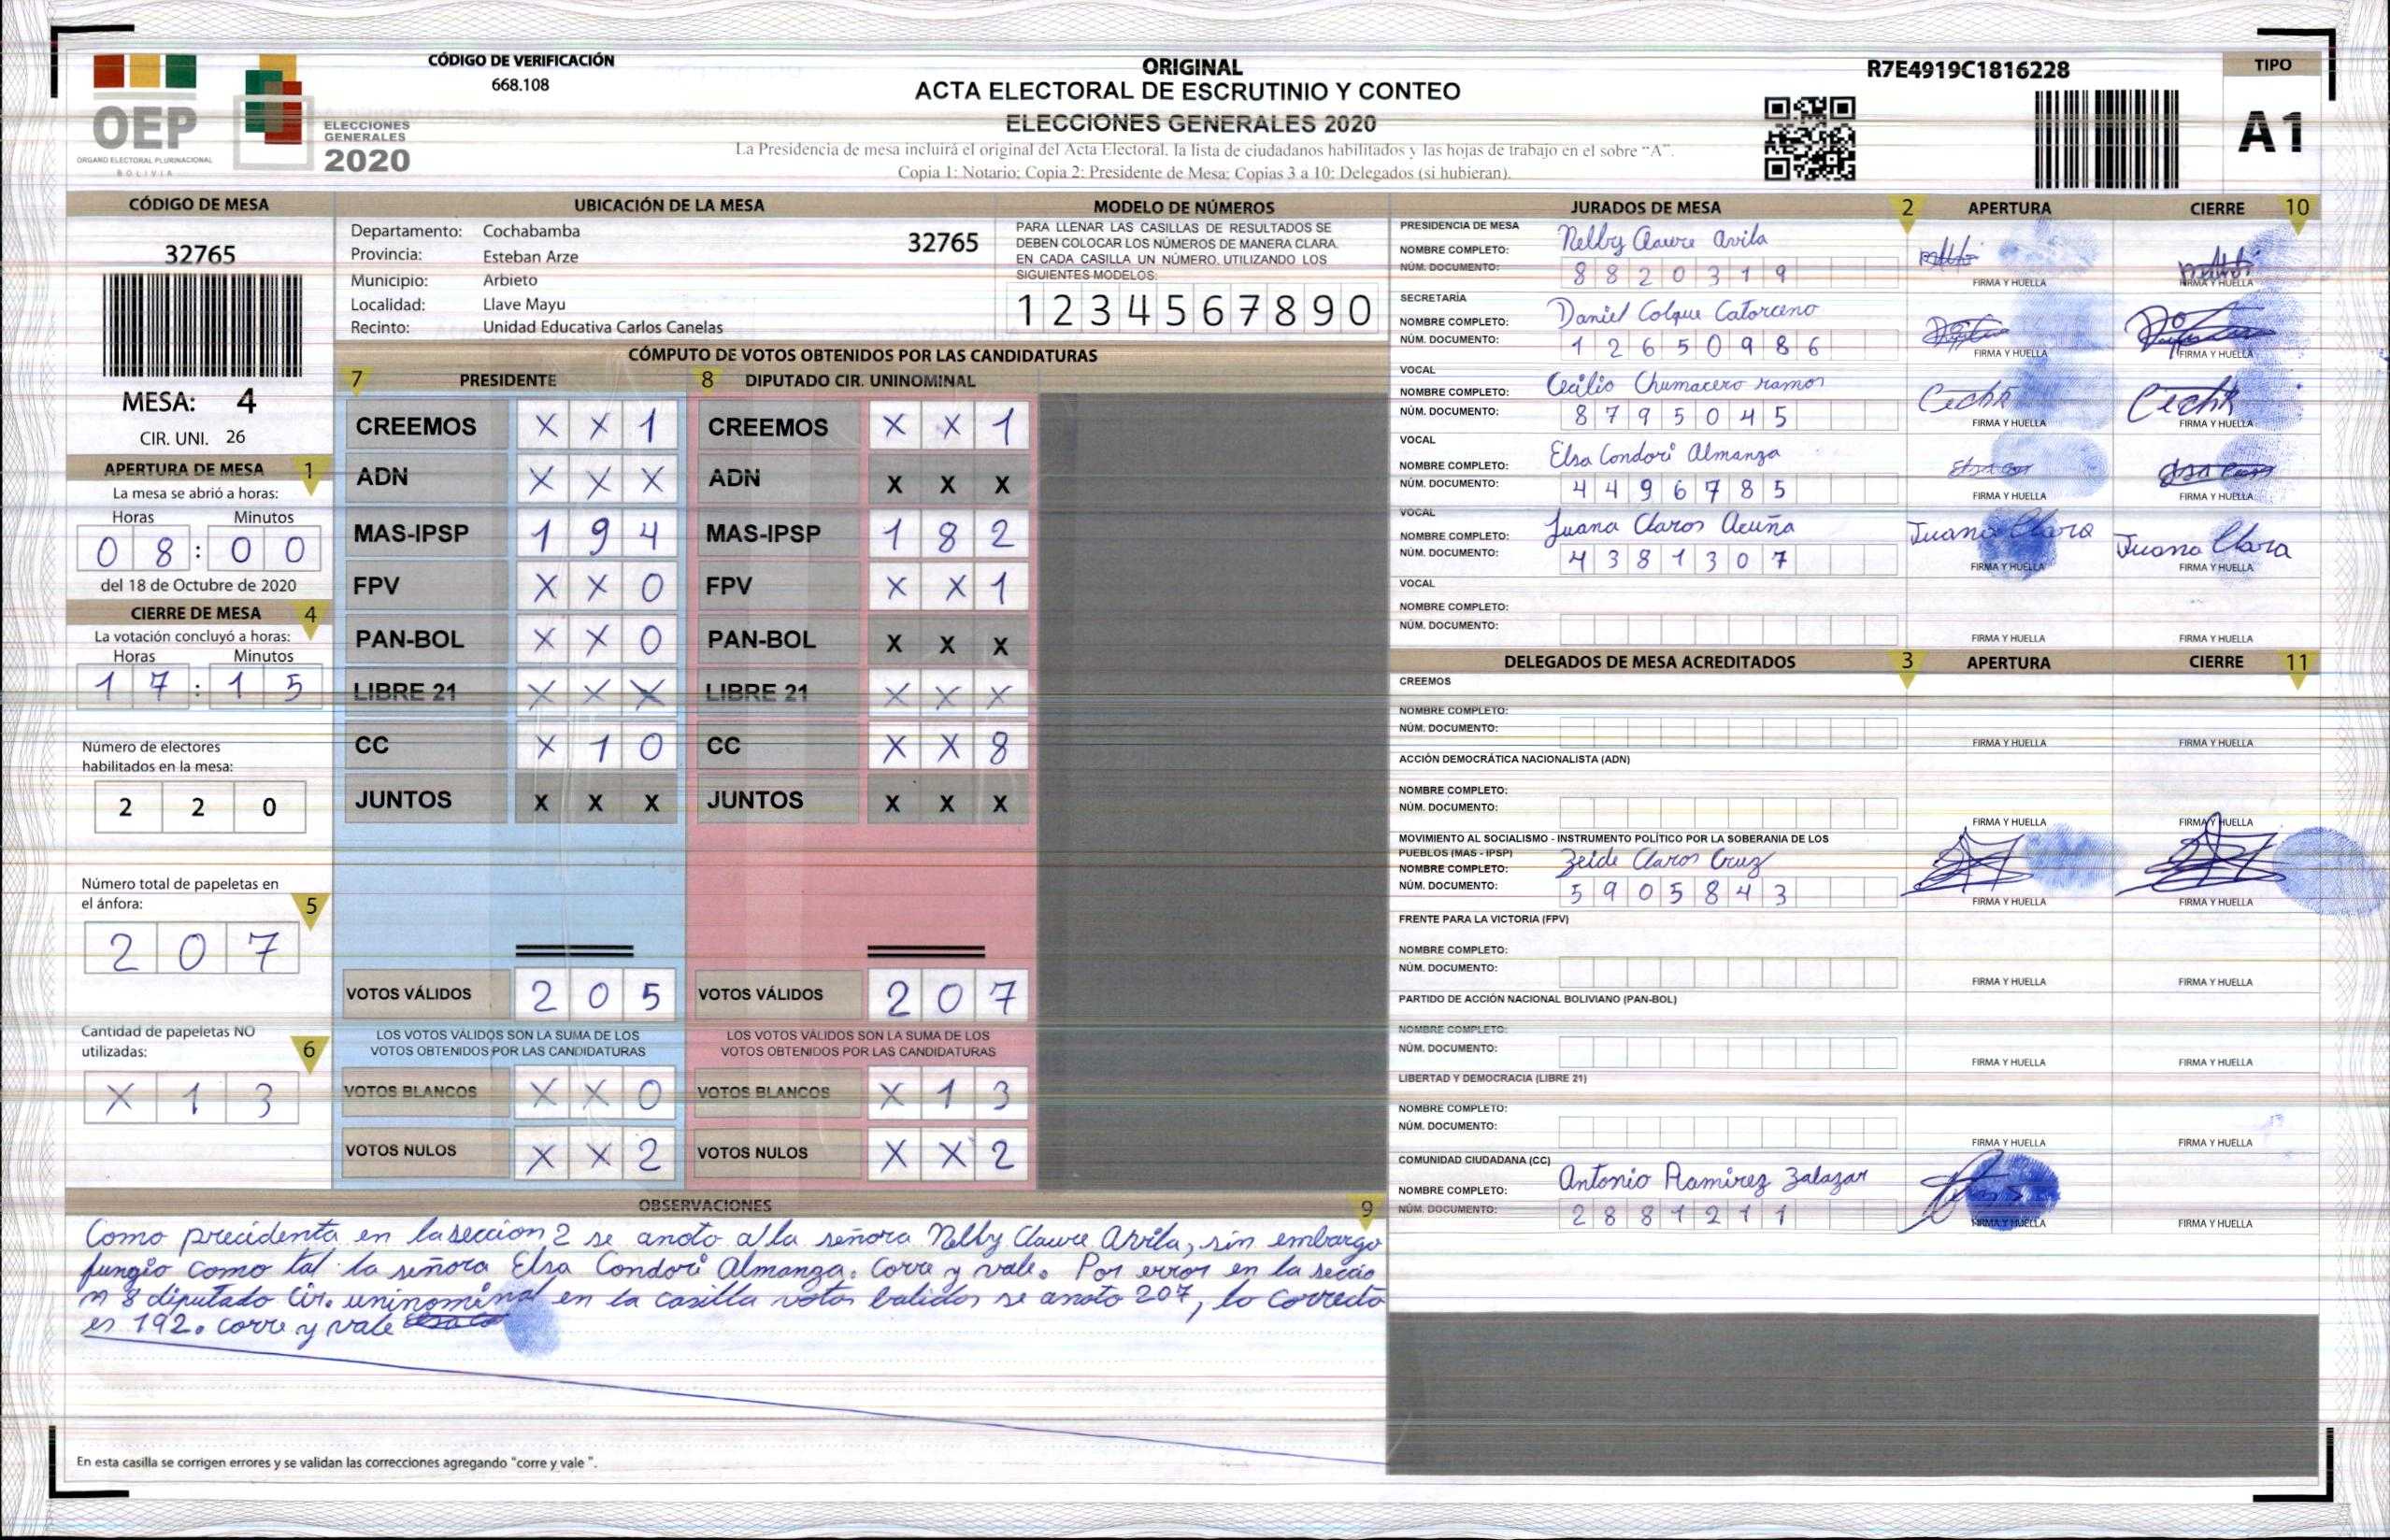 OEP
ORGANO ELECTORAL PLURINACIONAL
BOLIVIA
ELECCIONES
GENERALES
2020
CÓDIGO DE VERIFICACIÓN
668.108
ORIGINAL
ACTA ELECTORAL DE ESCRUTINIO Y CONTEO
ELECCIONES GENERALES 2020
La Presidencia de mesa incluirá el original del Acta Electoral, la lista de ciudadanos habilitados y las hojas de trabajo en el sobre “A”.
Copia 1: Notario; Copia 2: Presidente de Mesa; Copias 3 a 10: Delegados (si hubieran).
R7E4919C1816228
TIPO
A1
CÓDIGO DE MESA
32765
MESA: 4
CIR. UNI. 26
APERTURA DE MESA 1
La mesa se abrió a horas:
Horas Minutos
0 8 : 0 0
del 18 de Octubre de 2020
CIERRE DE MESA 4
La votación concluyó a horas:
Horas Minutos
1 7 : 1 5
Número de electores
habilitados en la mesa:
2 2 0
Número total de papeletas en
el ánfora: 5
2 0 7
Cantidad de papeletas NO
utilizadas: 6
X 1 3
UBICACIÓN DE LA MESA
Departamento: Cochabamba
Provincia: Esteban Arze
Municipio: Arbieto
Localidad: Llave Mayu
Recinto: Unidad Educativa Carlos Canelas
32765
MODELO DE NÚMEROS
PARA LLENAR LAS CASILLAS DE RESULTADOS SE
DEBEN COLOCAR LOS NÚMEROS DE MANERA CLARA.
EN CADA CASILLA UN NÚMERO, UTILIZANDO LOS
SIGUIENTES MODELOS:
1 2 3 4 5 6 7 8 9 0
CÓMPUTO DE VOTOS OBTENIDOS POR LAS CANDIDATURAS
7 PRESIDENTE 8 DIPUTADO CIR. UNINOMINAL
CREEMOS X X 1 CREEMOS X X 1
ADN X X X ADN X X X
MAS-IPSP 1 9 4 MAS-IPSP 1 8 2
FPV X X 0 FPV X X 1
PAN-BOL X X 0 PAN-BOL X X X
LIBRE 21 X X X LIBRE 21 X X X
CC X 1 0 CC X X 8
JUNTOS X X X JUNTOS X X X
VOTOS VÁLIDOS 2 0 5 VOTOS VÁLIDOS 2 0 7
LOS VOTOS VÁLIDOS SON LA SUMA DE LOS LOS VOTOS VÁLIDOS SON LA SUMA DE LOS
VOTOS OBTENIDOS POR LAS CANDIDATURAS VOTOS OBTENIDOS POR LAS CANDIDATURAS
VOTOS BLANCOS X X 0 VOTOS BLANCOS X 1 3
VOTOS NULOS X X 2 VOTOS NULOS X X 2
OBSERVACIONES 9
Como precidenta en la seccion 2 se anoto a la señora Nelby Claure Avila, sin embargo
fungio como tal la señora Elsa Condori Almanza. Corre y vale. Por error en la seccio
n 8 diputado Cir. uninominal en la casilla votos balidos se anoto 207, lo correcto
es 192. corre y vale
En esta casilla se corrigen errores y se validan las correcciones agregando "corre y vale ".
JURADOS DE MESA 2 APERTURA CIERRE 10
PRESIDENCIA DE MESA
NOMBRE COMPLETO: Nelby Claure Avila
NÚM. DOCUMENTO: 8 8 2 0 3 1 9
FIRMA Y HUELLA FIRMA Y HUELLA
SECRETARÍA
NOMBRE COMPLETO: Daniel Colque Catorceno
NÚM. DOCUMENTO: 1 2 6 5 0 9 8 6
FIRMA Y HUELLA FIRMA Y HUELLA
VOCAL
NOMBRE COMPLETO: Cecilio Chumacero ramos
NÚM. DOCUMENTO: 8 7 9 5 0 4 5
FIRMA Y HUELLA FIRMA Y HUELLA
VOCAL
NOMBRE COMPLETO: Elsa Condori Almanza
NÚM. DOCUMENTO: 4 4 9 6 7 8 5
FIRMA Y HUELLA FIRMA Y HUELLA
VOCAL
NOMBRE COMPLETO: Juana Claros Acuña
NÚM. DOCUMENTO: 4 3 8 1 3 0 7
Juana Clara Juana Clara
FIRMA Y HUELLA FIRMA Y HUELLA
VOCAL
NOMBRE COMPLETO:
NÚM. DOCUMENTO:
FIRMA Y HUELLA FIRMA Y HUELLA
DELEGADOS DE MESA ACREDITADOS 3 APERTURA CIERRE 11
CREEMOS
NOMBRE COMPLETO:
NÚM. DOCUMENTO:
FIRMA Y HUELLA FIRMA Y HUELLA
ACCIÓN DEMOCRÁTICA NACIONALISTA (ADN)
NOMBRE COMPLETO:
NÚM. DOCUMENTO:
FIRMA Y HUELLA FIRMA Y HUELLA
MOVIMIENTO AL SOCIALISMO - INSTRUMENTO POLÍTICO POR LA SOBERANIA DE LOS
PUEBLOS (MAS - IPSP)
NOMBRE COMPLETO: Zeide Claros Cruz
NÚM. DOCUMENTO: 5 9 0 5 8 4 3
FIRMA Y HUELLA FIRMA Y HUELLA
FRENTE PARA LA VICTORIA (FPV)
NOMBRE COMPLETO:
NÚM. DOCUMENTO:
FIRMA Y HUELLA FIRMA Y HUELLA
PARTIDO DE ACCIÓN NACIONAL BOLIVIANO (PAN-BOL)
NOMBRE COMPLETO:
NÚM. DOCUMENTO:
FIRMA Y HUELLA FIRMA Y HUELLA
LIBERTAD Y DEMOCRACIA (LIBRE 21)
NOMBRE COMPLETO:
NÚM. DOCUMENTO:
FIRMA Y HUELLA FIRMA Y HUELLA
COMUNIDAD CIUDADANA (CC)
NOMBRE COMPLETO: Antonio Ramirez Zalazar
NÚM. DOCUMENTO: 2 8 8 1 2 1 1
FIRMA Y HUELLA FIRMA Y HUELLA